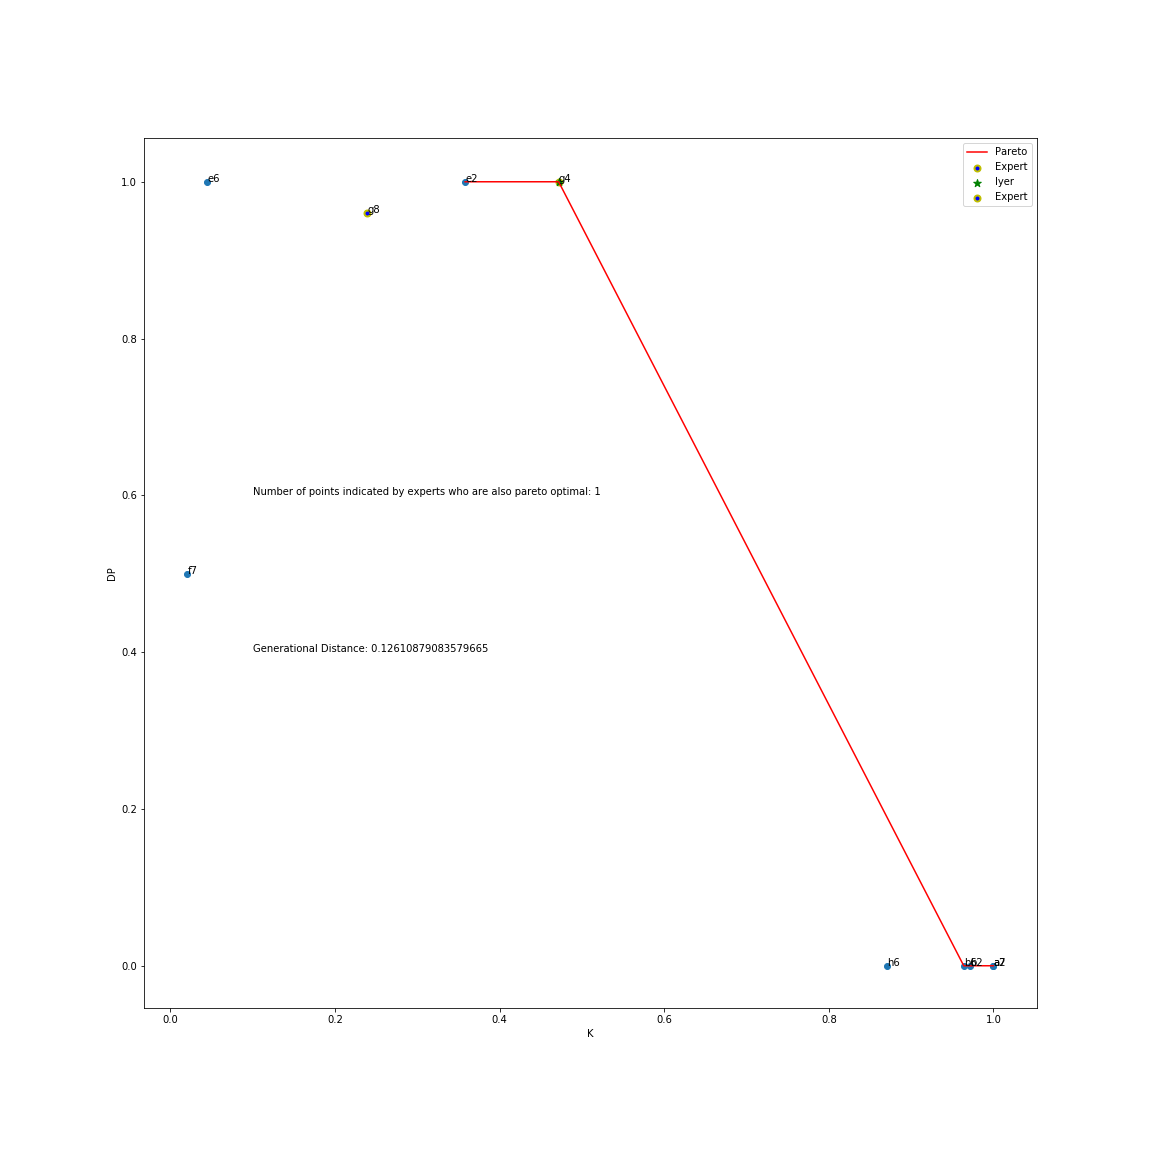 Pareto
Expert
Iyer
Expert
1.0
e6
e2
g4
g8
0.8
Number of points indicated by experts who are also pareto optimal: 1
0.6
DP
f7
Generational Distance: 0.12610879083579665
0.4
0.2
0.0
h6
0.0
0.2
0.4
0.6
0.8
1.0
K